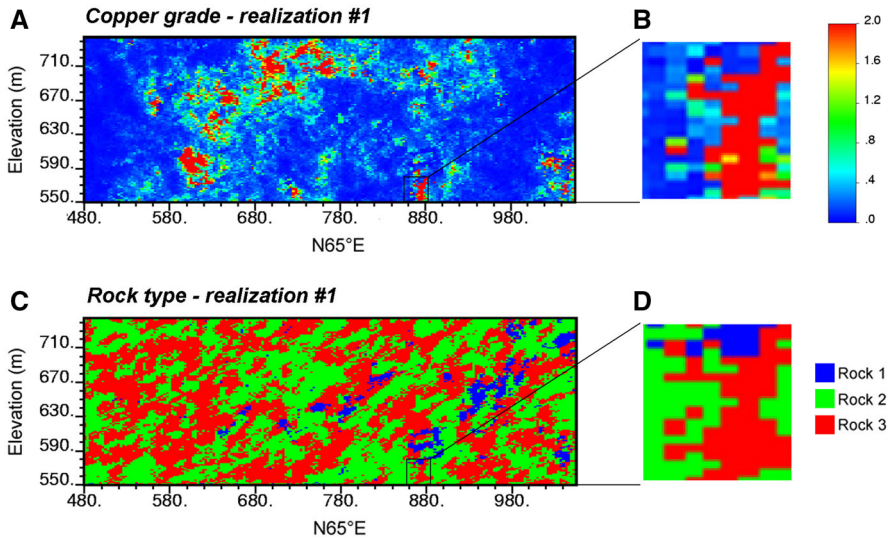 A
Copper grade - realization #1
B
Elevation (m)
710.
670.
630.
590.
550.
480. 580. 680. 780. 880. 980.
N65°E
2.0
1.6
1.2
.8
.4
.0
C
Rock type - realization #1
D
Elevation (m)
710.
670.
630.
590.
550.
480. 580. 680. 780. 880. 980.
N65°E
Rock 1
Rock 2
Rock 3